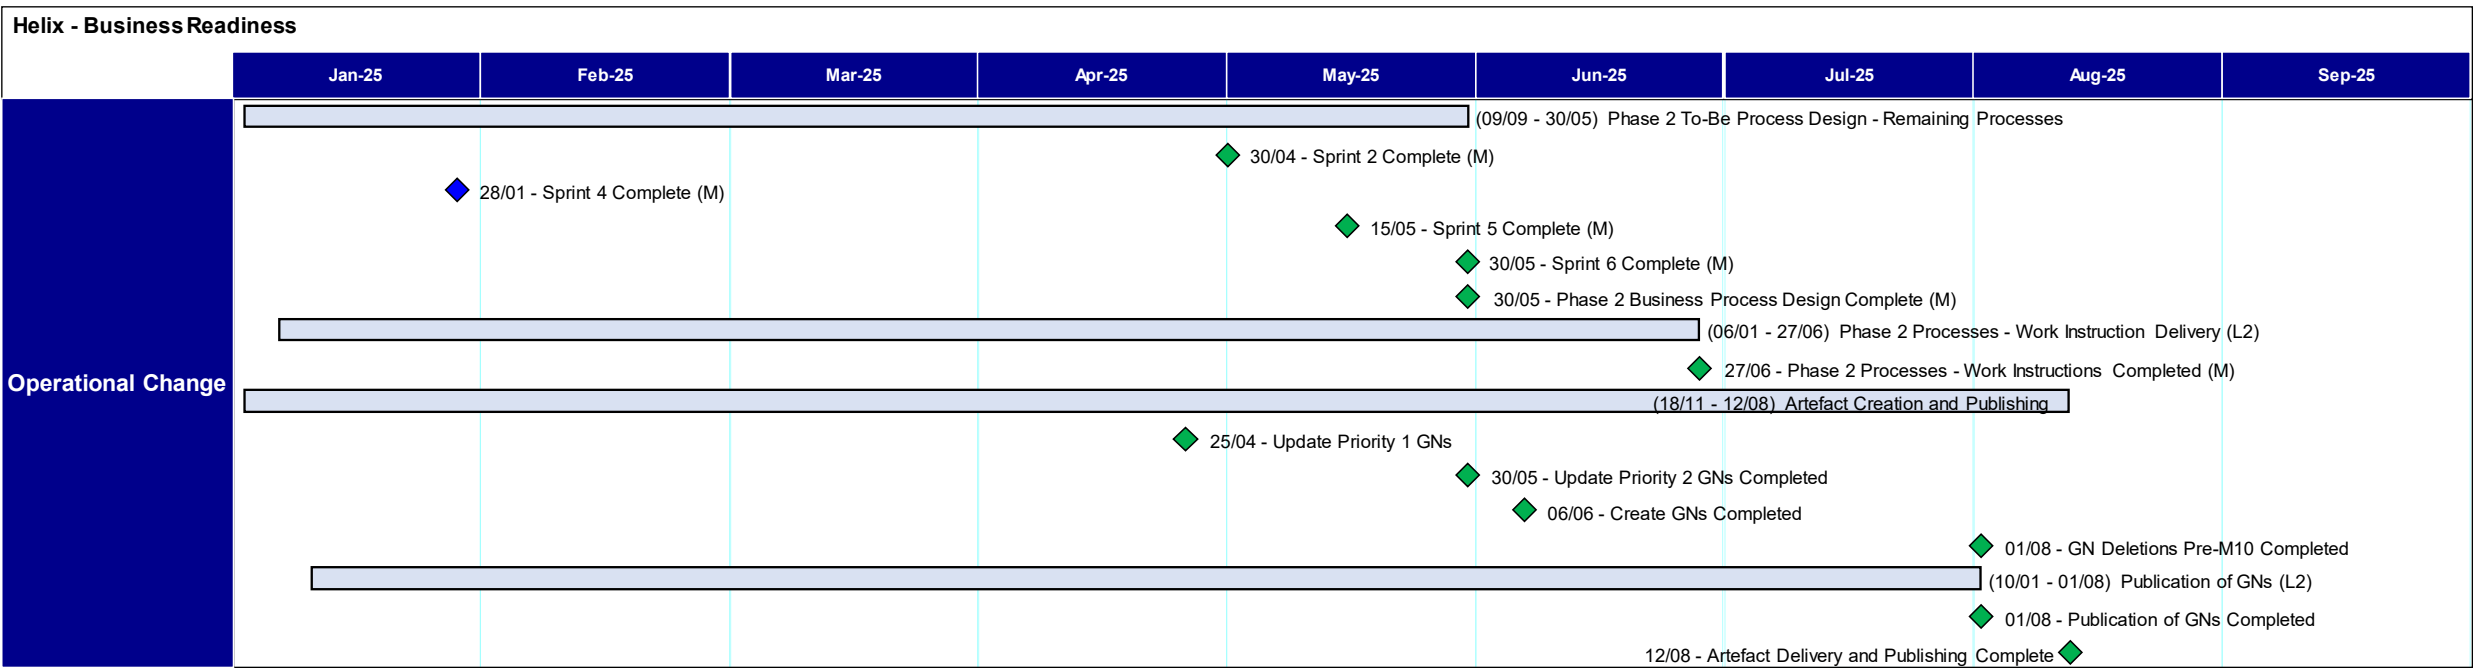 Helix - Business Readiness
Jan-25 Feb-25 Mar-25 Apr-25 May-25 Jun-25 Jul-25 Aug-25 Sep-25
Operational Change
(09/09 - 30/05) Phase 2 To-Be Process Design - Remaining Processes
30/04 - Sprint 2 Complete (M)
28/01 - Sprint 4 Complete (M)
15/05 - Sprint 5 Complete (M)
30/05 - Sprint 6 Complete (M)
30/05 - Phase 2 Business Process Design Complete (M)
(06/01 - 27/06) Phase 2 Processes - Work Instruction Delivery (L2)
27/06 - Phase 2 Processes - Work Instructions Completed (M)
(18/11 - 12/08) Artefact Creation and Publishing
25/04 - Update Priority 1 GNs
30/05 - Update Priority 2 GNs Completed
06/06 - Create GNs Completed
01/08 - GN Deletions Pre-M10 Completed
(10/01 - 01/08) Publication of GNs (L2)
01/08 - Publication of GNs Completed
12/08 - Artefact Delivery and Publishing Complete